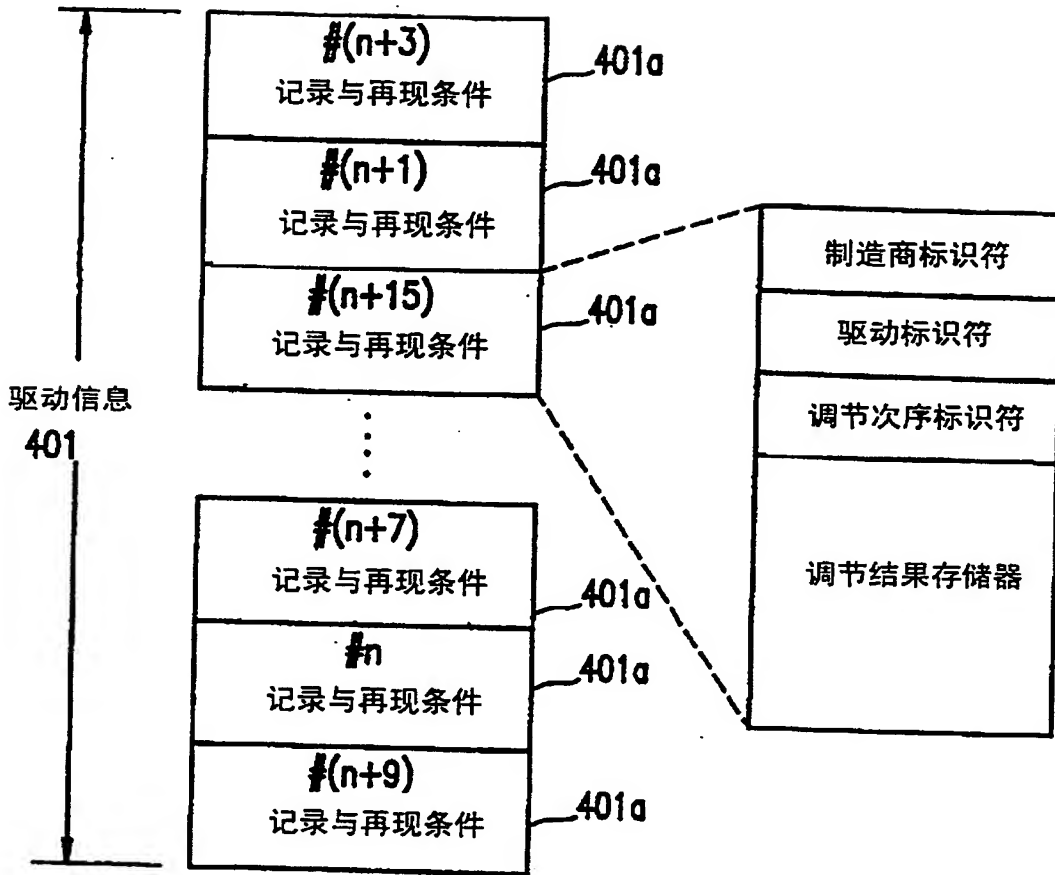 #(n+3)
记录与再现条件
401a
#(n+1)
记录与再现条件
401a
#(n+15)
记录与再现条件
401a
制造商标识符
驱动标识符
调节次序标识符
调节结果存储器
驱动信息
401
#(n+7)
记录与再现条件
401a
#n
记录与再现条件
401a
#(n+9)
记录与再现条件
401a